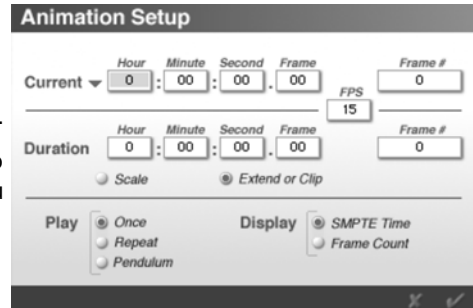 Animation Setup
Hour Minute Second Frame Frame #
Current 0 : 00 : 00 . 00 0
FPS
15
Hour Minute Second Frame Frame #
Duration 0 : 00 : 00 . 00 0
Scale Extend or Clip
Play Once Display SMPTE Time
Repeat Frame Count
Pendulum